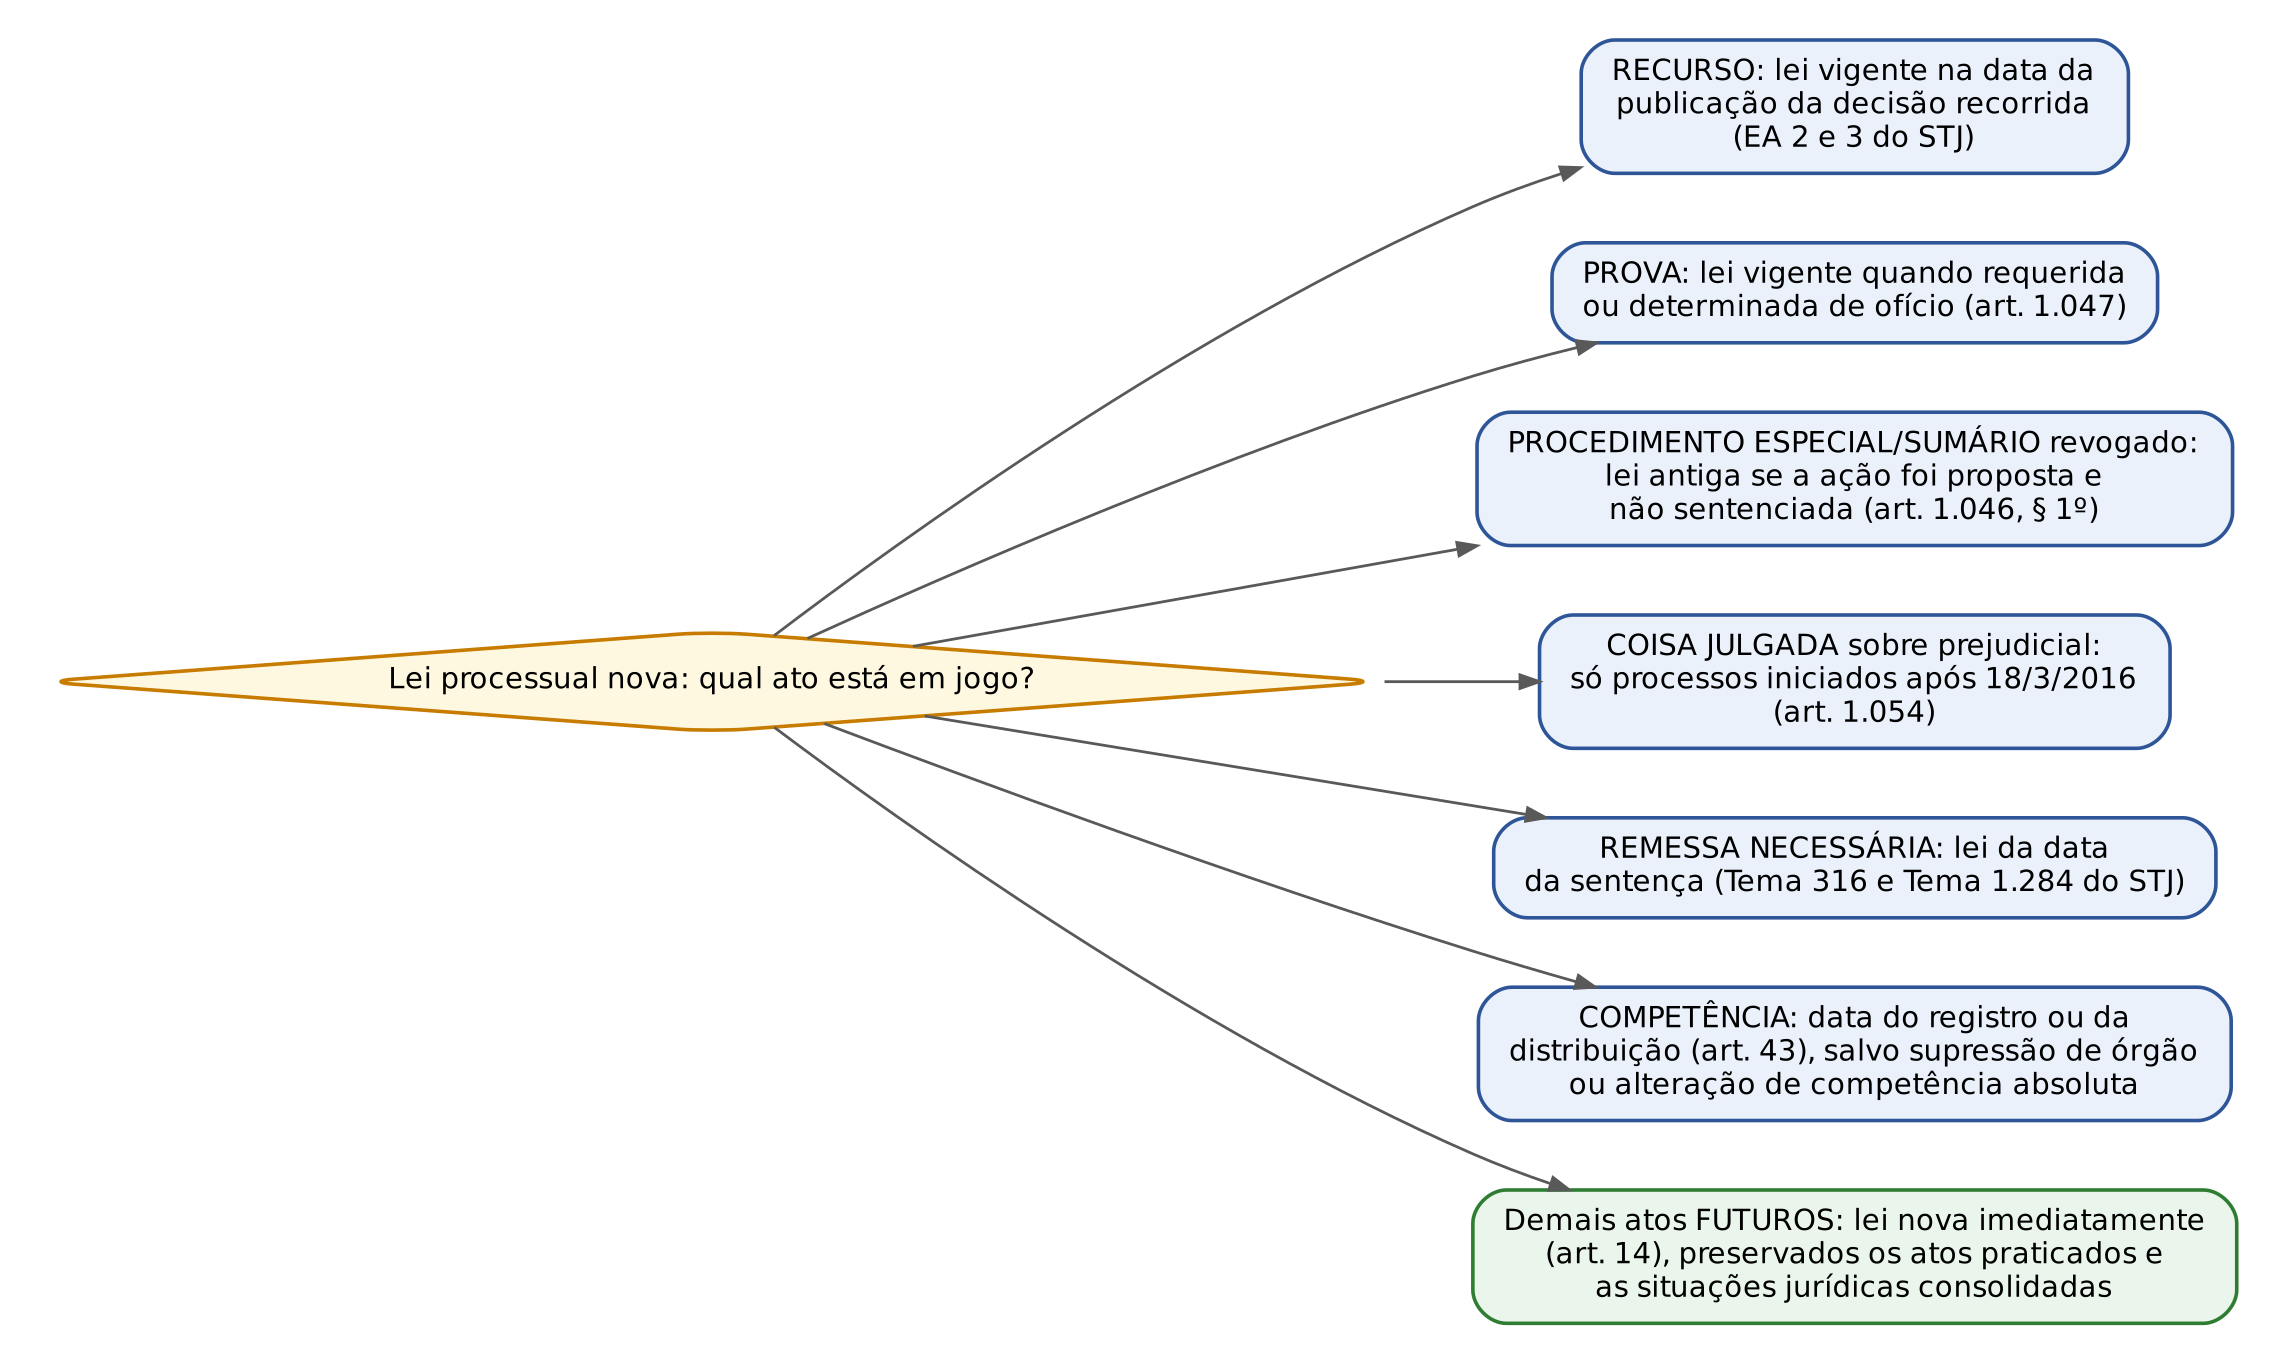 Lei processual nova: qual ato está em jogo?
RECURSO: lei vigente na data da
publicação da decisão recorrida
(EA 2 e 3 do STJ)
PROVA: lei vigente quando requerida
ou determinada de ofício (art. 1.047)
PROCEDIMENTO ESPECIAL/SUMÁRIO revogado:
lei antiga se a ação foi proposta e
não sentenciada (art. 1.046, § 1º)
COISA JULGADA sobre prejudicial:
só processos iniciados após 18/3/2016
(art. 1.054)
REMESSA NECESSÁRIA: lei da data
da sentença (Tema 316 e Tema 1.284 do STJ)
COMPETÊNCIA: data do registro ou da
distribuição (art. 43), salvo supressão de órgão
ou alteração de competência absoluta
Demais atos FUTUROS: lei nova imediatamente
(art. 14), preservados os atos praticados e
as situações jurídicas consolidadas